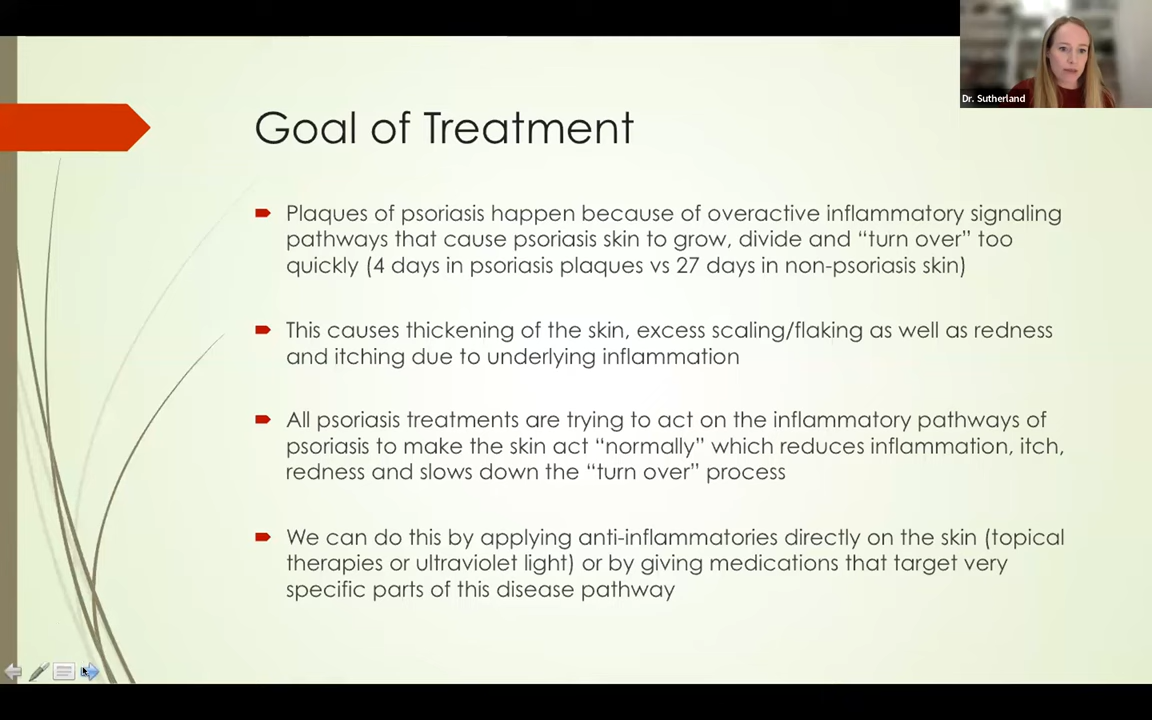 Dr. Sutherland
Goal of Treatment
Plaques of psoriasis happen because of overactive inflammatory signaling
pathways that cause psoriasis skin to grow, divide and “turn over” too
quickly (4 days in psoriasis plaques vs 27 days in non-psoriasis skin)
This causes thickening of the skin, excess scaling/flaking as well as redness
and itching due to underlying inflammation
All psoriasis treatments are trying to act on the inflammatory pathways of
psoriasis to make the skin act “normally” which reduces inflammation, itch,
redness and slows down the “turn over” process
We can do this by applying anti-inflammatories directly on the skin (topical
therapies or ultraviolet light) or by giving medications that target very
specific parts of this disease pathway